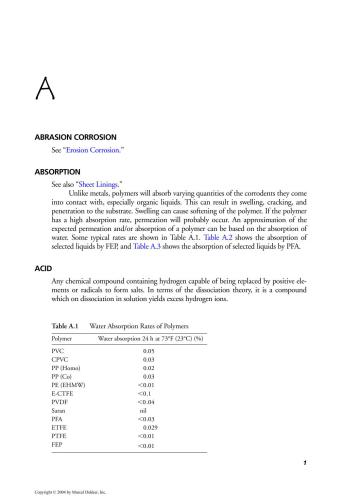 A
ABRASION CORROSION
See "Erosion Corrosion."
ABSORPTION
See also "Sheet Linings."
Unlike metals, polymers will absorb varying quantities of the corrodents they come
into contact with, especially organic liquids. This can result in swelling, cracking, and
penetration to the substrate. Swelling can cause softening of the polymer. If the polymer
has a high absorption rate, permeation will probably occur. An approximation of the
expected permeation and/or absorption of a polymer can be based on the absorption of
water. Some typical rates are shown in Table A.1. Table A.2 shows the absorption of
selected liquids by FEP, and Table A.3 shows the absorption of selected liquids by PFA.
ACID
Any chemical compound containing hydrogen capable of being replaced by positive ele-
ments or radicals to form salts. In terms of the dissociation theory, it is a compound
which on dissociation in solution yields excess hydrogen ions.
Table A.1 Water Absorption Rates of Polymers
Polymer Water absorption 24 h at 73°F (23°C) (%)
PVC 0.05
CPVC 0.03
PP (Homo) 0.02
PP (Co) 0.03
PE (EHMW) <0.01
E-CTFE <0.1
PVDF <0.04
Saran nil
PFA <0.03
ETFE 0.029
PTFE <0.01
FEP <0.01
1
Copyright © 2004 by Marcel Dekker, Inc.